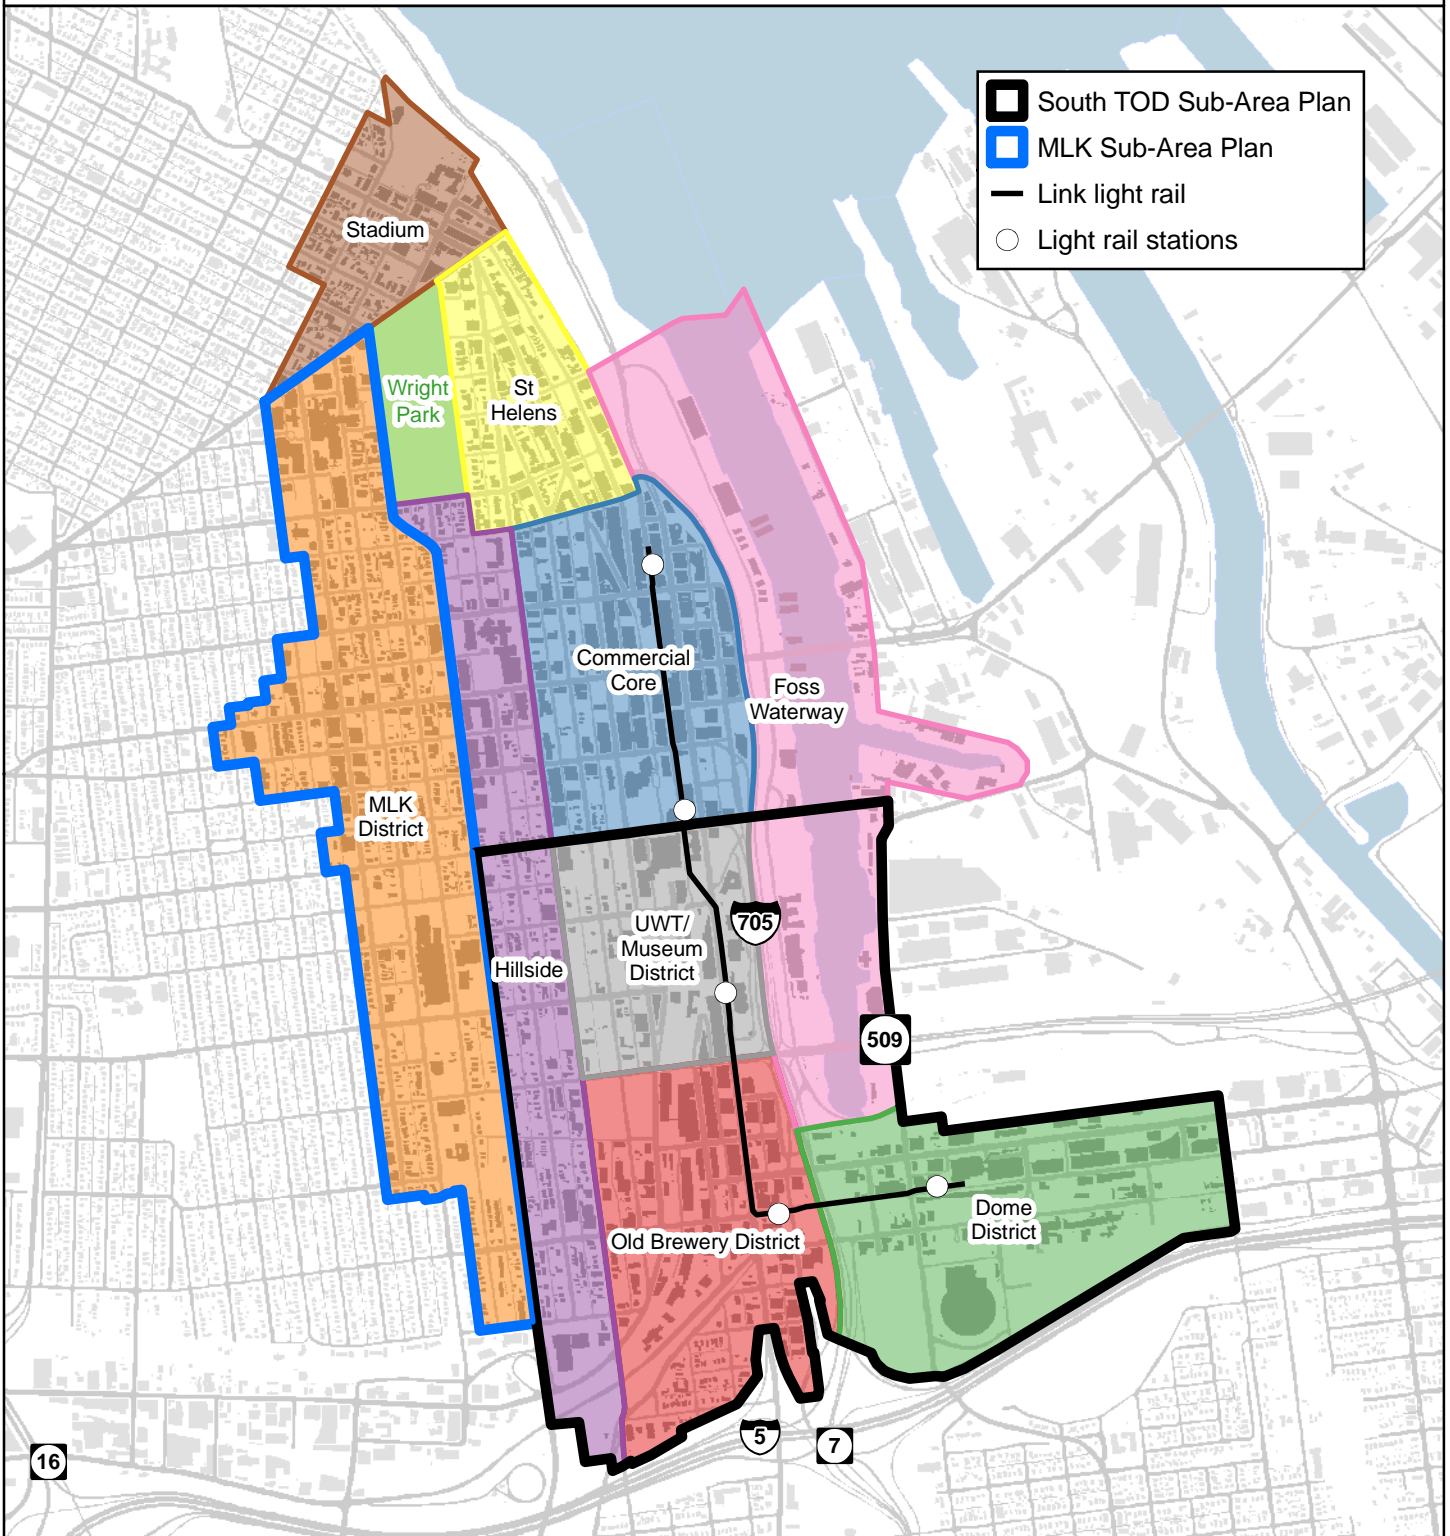 South TOD Sub-Area Plan
MLK Sub-Area Plan
Link light rail
Light rail stations
Stadium
Wright
Park
St
Helens
Commercial
Core
Foss
Waterway
MLK
District
UWT/
Museum
District
705
Hillside
509
Dome
District
Old Brewery District
5
7
16